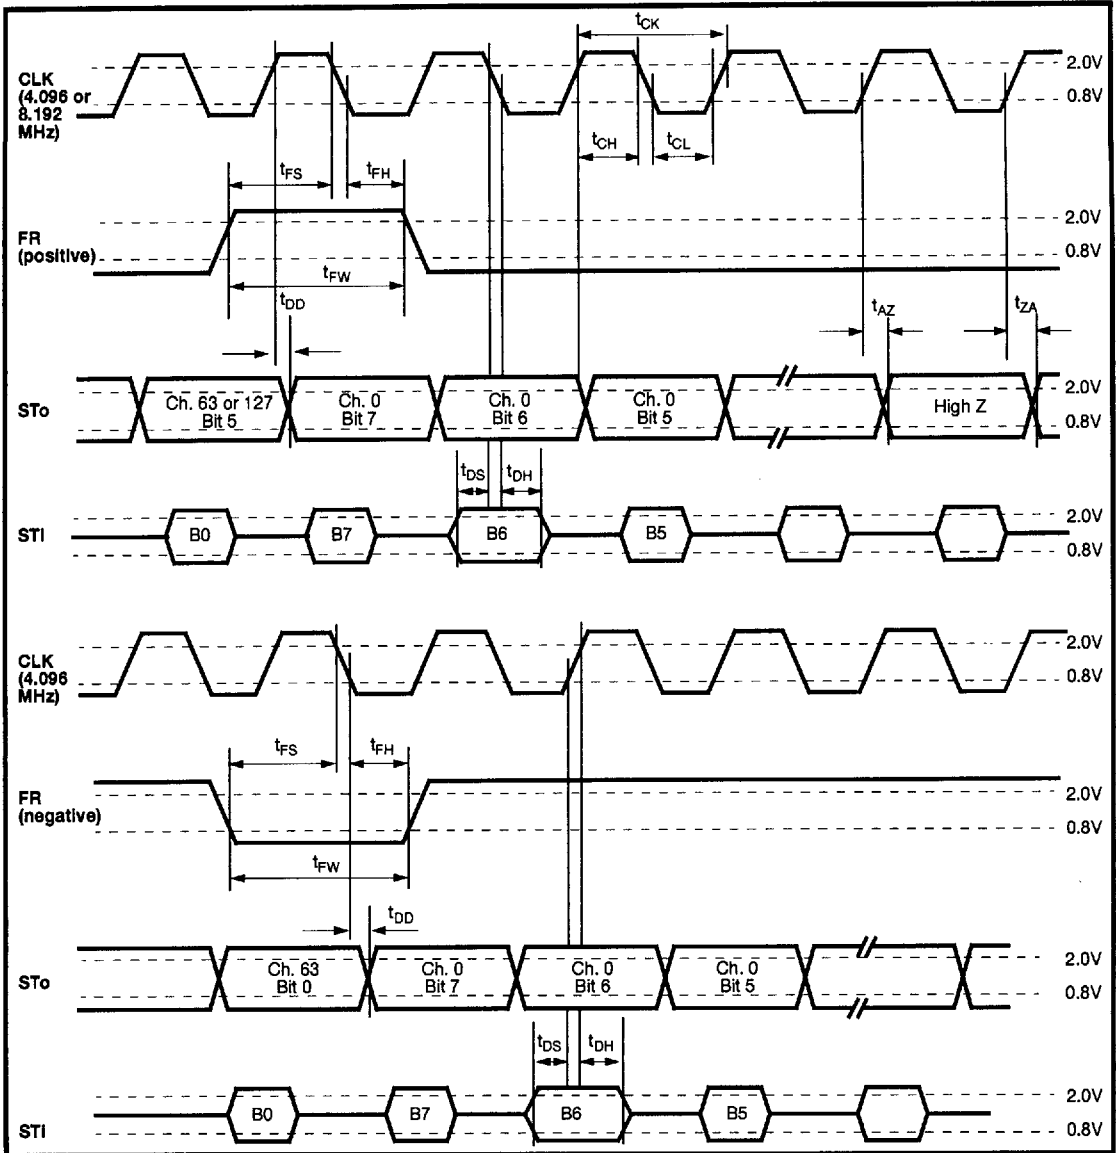 tCK
CLK
(4.096 or
8.192
MHz)
2.0V
0.8V
tCH
tCL
tFS
tFH
FR
(positive)
2.0V
0.8V
tFW
tDD
tAZ
tZA
STo
Ch. 63 or 127
Bit 5
Ch. 0
Bit 7
Ch. 0
Bit 6
Ch. 0
Bit 5
High Z
2.0V
0.8V
tDS
tDH
STi
B0
B7
B6
B5
2.0V
0.8V
CLK
(4.096
MHz)
2.0V
0.8V
tFS
tFH
FR
(negative)
2.0V
0.8V
tFW
tDD
STo
Ch. 63
Bit 0
Ch. 0
Bit 7
Ch. 0
Bit 6
Ch. 0
Bit 5
2.0V
0.8V
tDS
tDH
STi
B0
B7
B6
B5
2.0V
0.8V